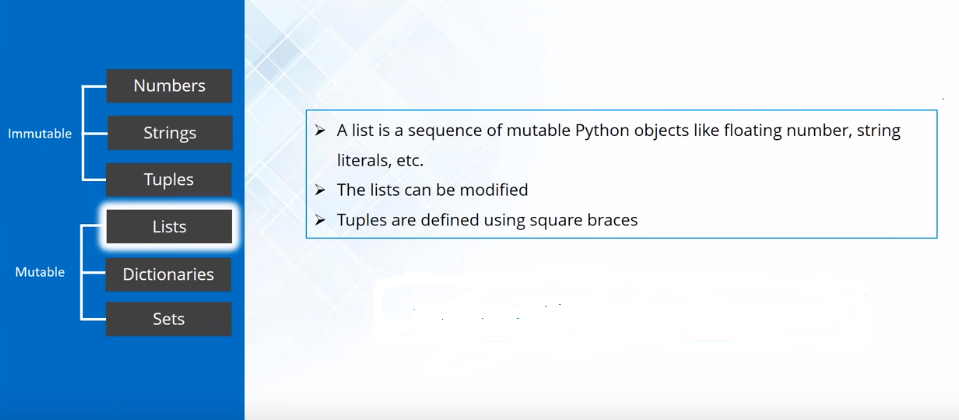 Immutable
Numbers
Strings
Tuples
Mutable
Lists
Dictionaries
Sets
➢ A list is a sequence of mutable Python objects like floating number, string
literals, etc.
➢ The lists can be modified
➢ Tuples are defined using square braces